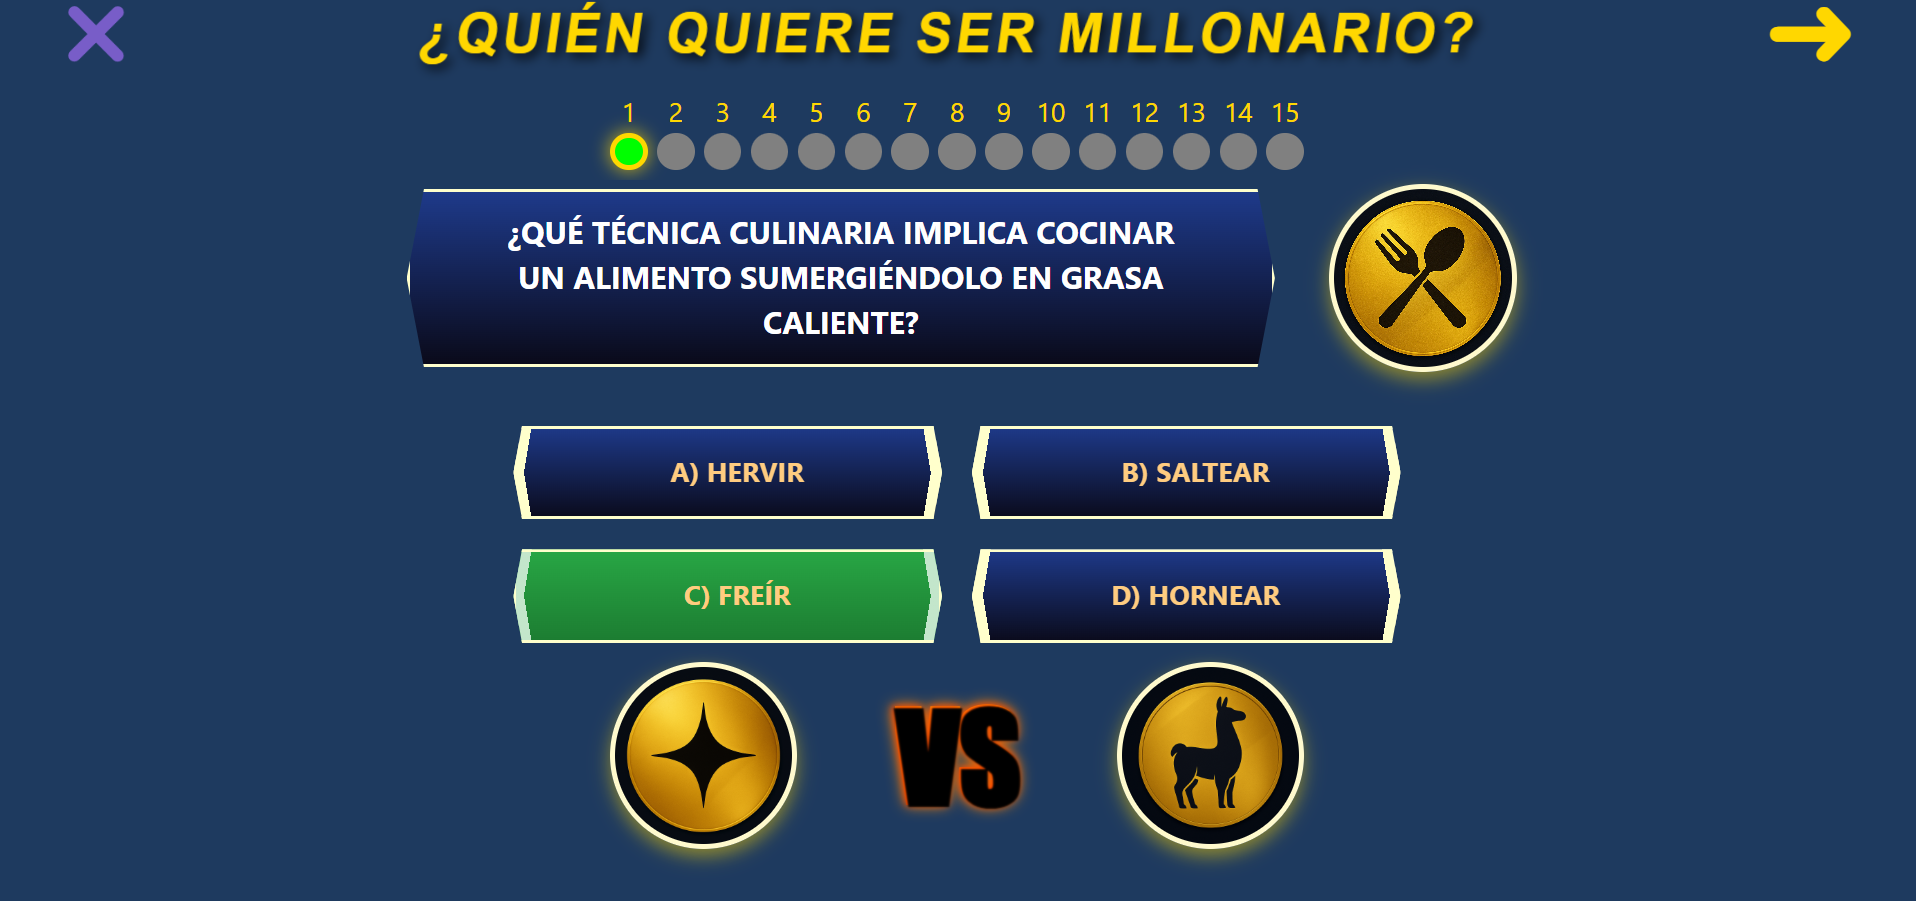 ¿QUIÉN QUIERE SER MILLONARIO?
1 2 3 4 5 6 7 8 9 10 11 12 13 14 15
¿QUÉ TÉCNICA CULINARIA IMPLICA COCINAR
UN ALIMENTO SUMERGIÉNDOLO EN GRASA
CALIENTE?
A) HERVIR
B) SALTEAR
C) FREÍR
D) HORNEAR
VS